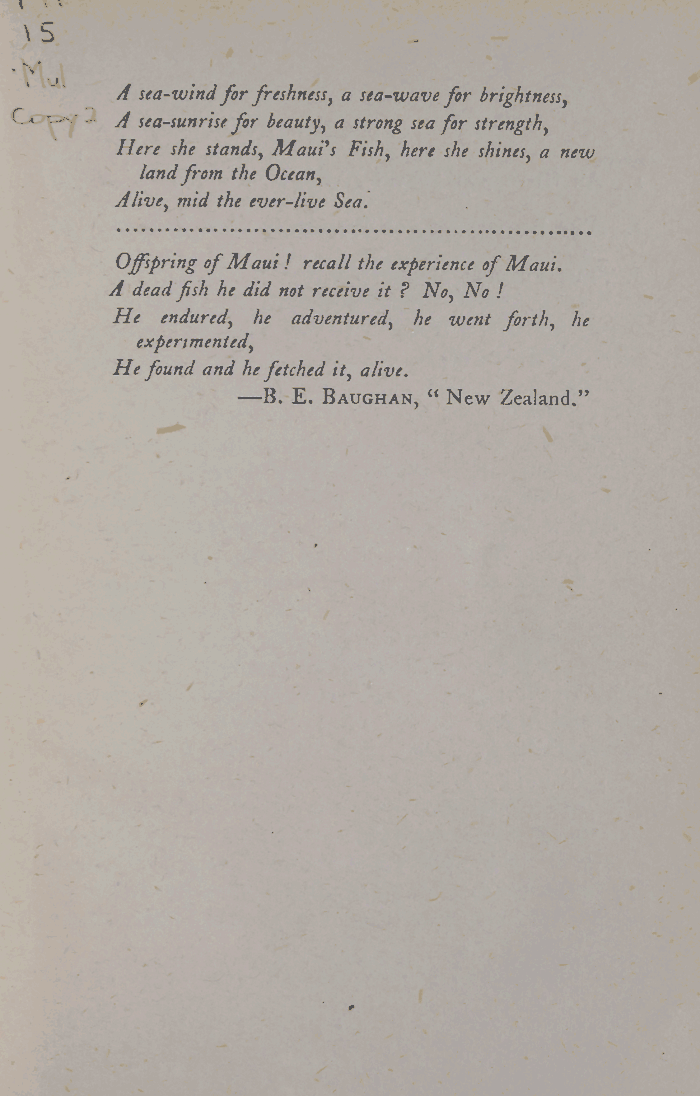 15
Mul
Copy 2
A sea-wind for freshness, a sea-wave for brightness,
A sea-sunrise for beauty, a strong sea for strength,
Here she stands, Maui's Fish, here she shines, a new
land from the Ocean,
Alive, mid the ever-live Sea.
Offspring of Maui ! recall the experience of Maui.
A dead fish he did not receive it ? No, No !
He endured, he adventured, he went forth, he
experimented,
He found and he fetched it, alive.
—B. E. BAUGHAN, “ New Zealand.”